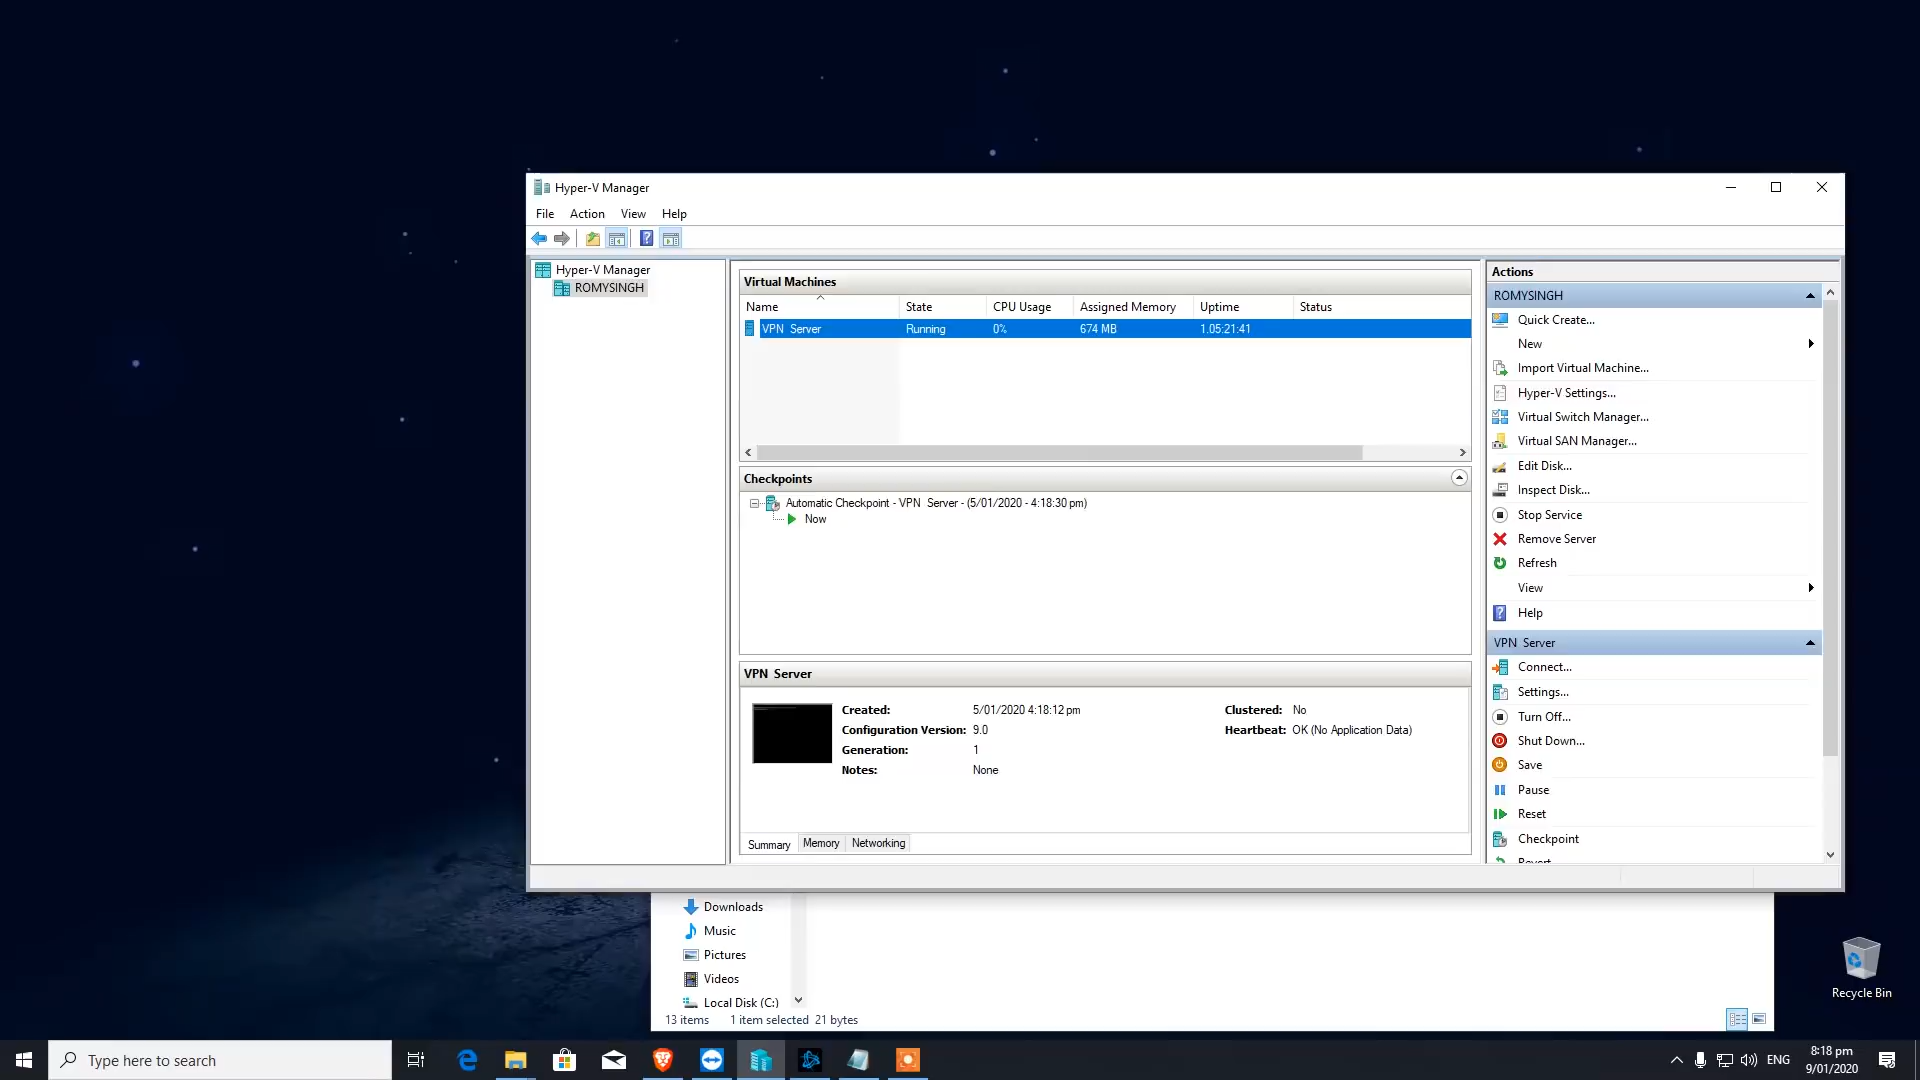 Hyper-V Manager
File Action View Help
Hyper-V Manager
ROMYSINGH
Virtual Machines
Name State CPU Usage Assigned Memory Uptime Status
VPN Server Running 0% 674 MB 1.05:21:41
Checkpoints
Automatic Checkpoint - VPN Server - (5/01/2020 - 4:18:30 pm)
Now
VPN Server
Created: 5/01/2020 4:18:12 pm Clustered: No
Configuration Version: 9.0 Heartbeat: OK (No Application Data)
Generation: 1
Notes: None
Summary Memory Networking
Actions
ROMYSINGH
Quick Create...
New
Import Virtual Machine...
Hyper-V Settings...
Virtual Switch Manager...
Virtual SAN Manager...
Edit Disk...
Inspect Disk...
Stop Service
Remove Server
Refresh
View
Help
VPN Server
Connect...
Settings...
Turn Off...
Shut Down...
Save
Pause
Reset
Checkpoint
Revert...
Downloads
Music
Pictures
Videos
Local Disk (C:)
13 items 1 item selected 21 bytes
Recycle Bin
Type here to search
ENG
8:18 pm
9/01/2020